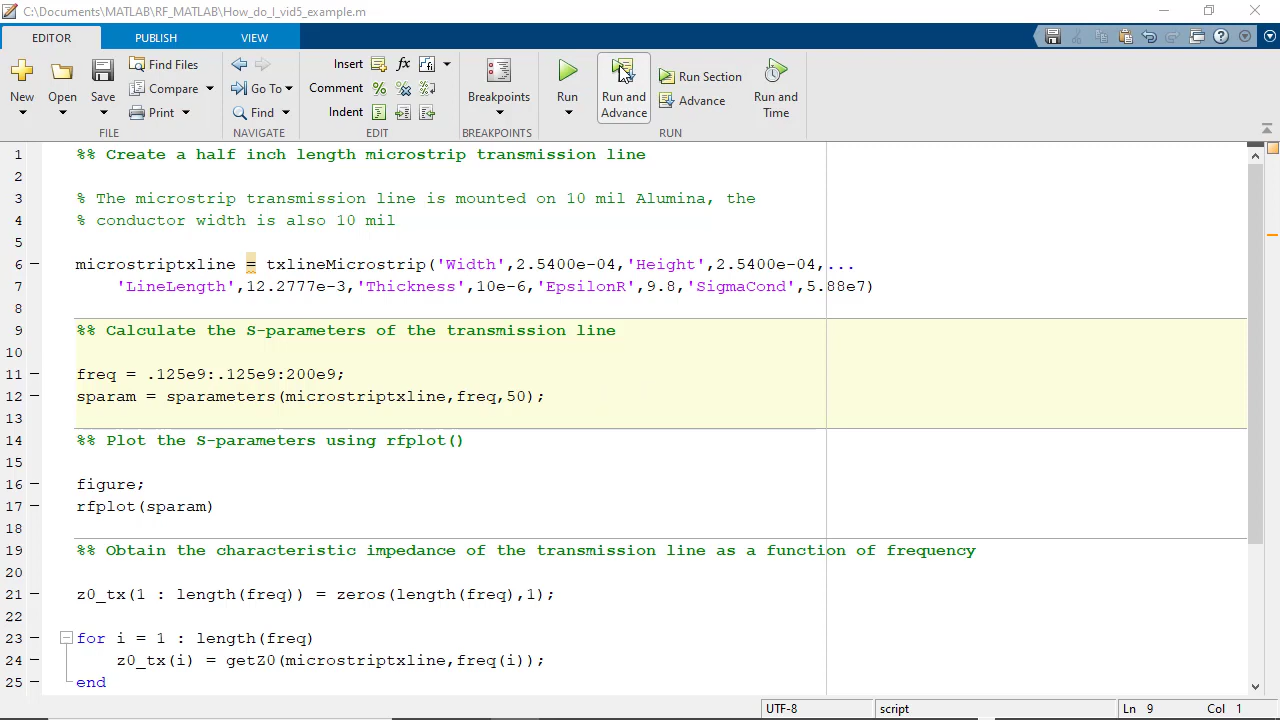 C:\Documents\MATLAB\RF_MATLAB\How_do_I_vid5_example.m
EDITOR PUBLISH VIEW
New Open Save Find Files Compare Print FILE
Go To Find NAVIGATE
Insert fx Comment % Indent EDIT
Breakpoints BREAKPOINTS
Run Run and Advance Run Section Advance Run and Time RUN
1 %% Create a half inch length microstrip transmission line
2
3 % The microstrip transmission line is mounted on 10 mil Alumina, the
4 % conductor width is also 10 mil
5
6 microstriptxline = txlineMicrostrip('Width',2.5400e-04,'Height',2.5400e-04,...
7 'LineLength',12.2777e-3,'Thickness',10e-6,'EpsilonR',9.8,'SigmaCond',5.88e7)
8
9 %% Calculate the S-parameters of the transmission line
10
11 freq = .125e9:.125e9:200e9;
12 sparam = sparameters(microstriptxline,freq,50);
13
14 %% Plot the S-parameters using rfplot()
15
16 figure;
17 rfplot(sparam)
18
19 %% Obtain the characteristic impedance of the transmission line as a function of frequency
20
21 z0_tx(1 : length(freq)) = zeros(length(freq),1);
22
23 for i = 1 : length(freq)
24 z0_tx(i) = getZ0(microstriptxline,freq(i));
25 end
UTF-8 script Ln 9 Col 1